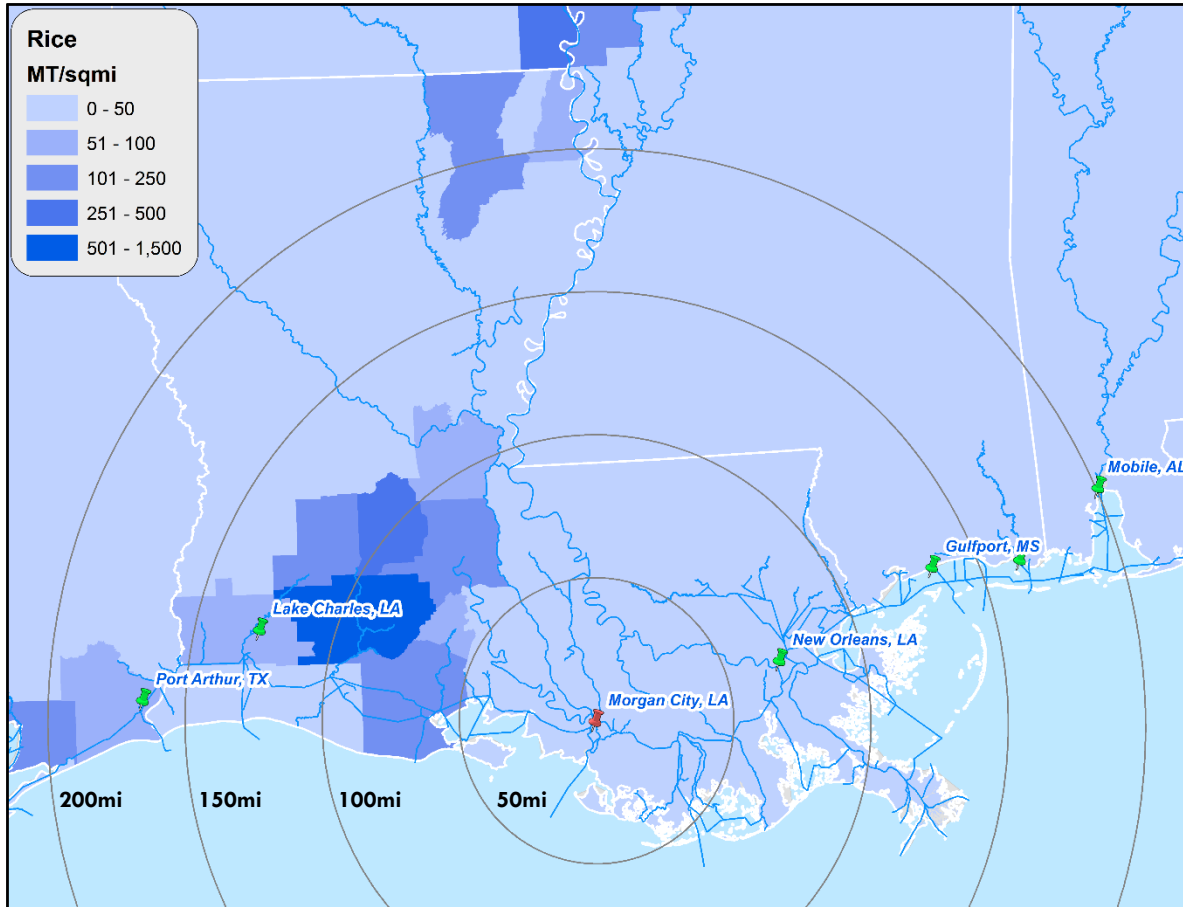 Rice
MT/sqmi
0 - 50
51 - 100
101 - 250
251 - 500
501 - 1,500
Mobile, AL
Gulfport, MS
Lake Charles, LA
New Orleans, LA
Port Arthur, TX
Morgan City, LA
200mi
150mi
100mi
50mi